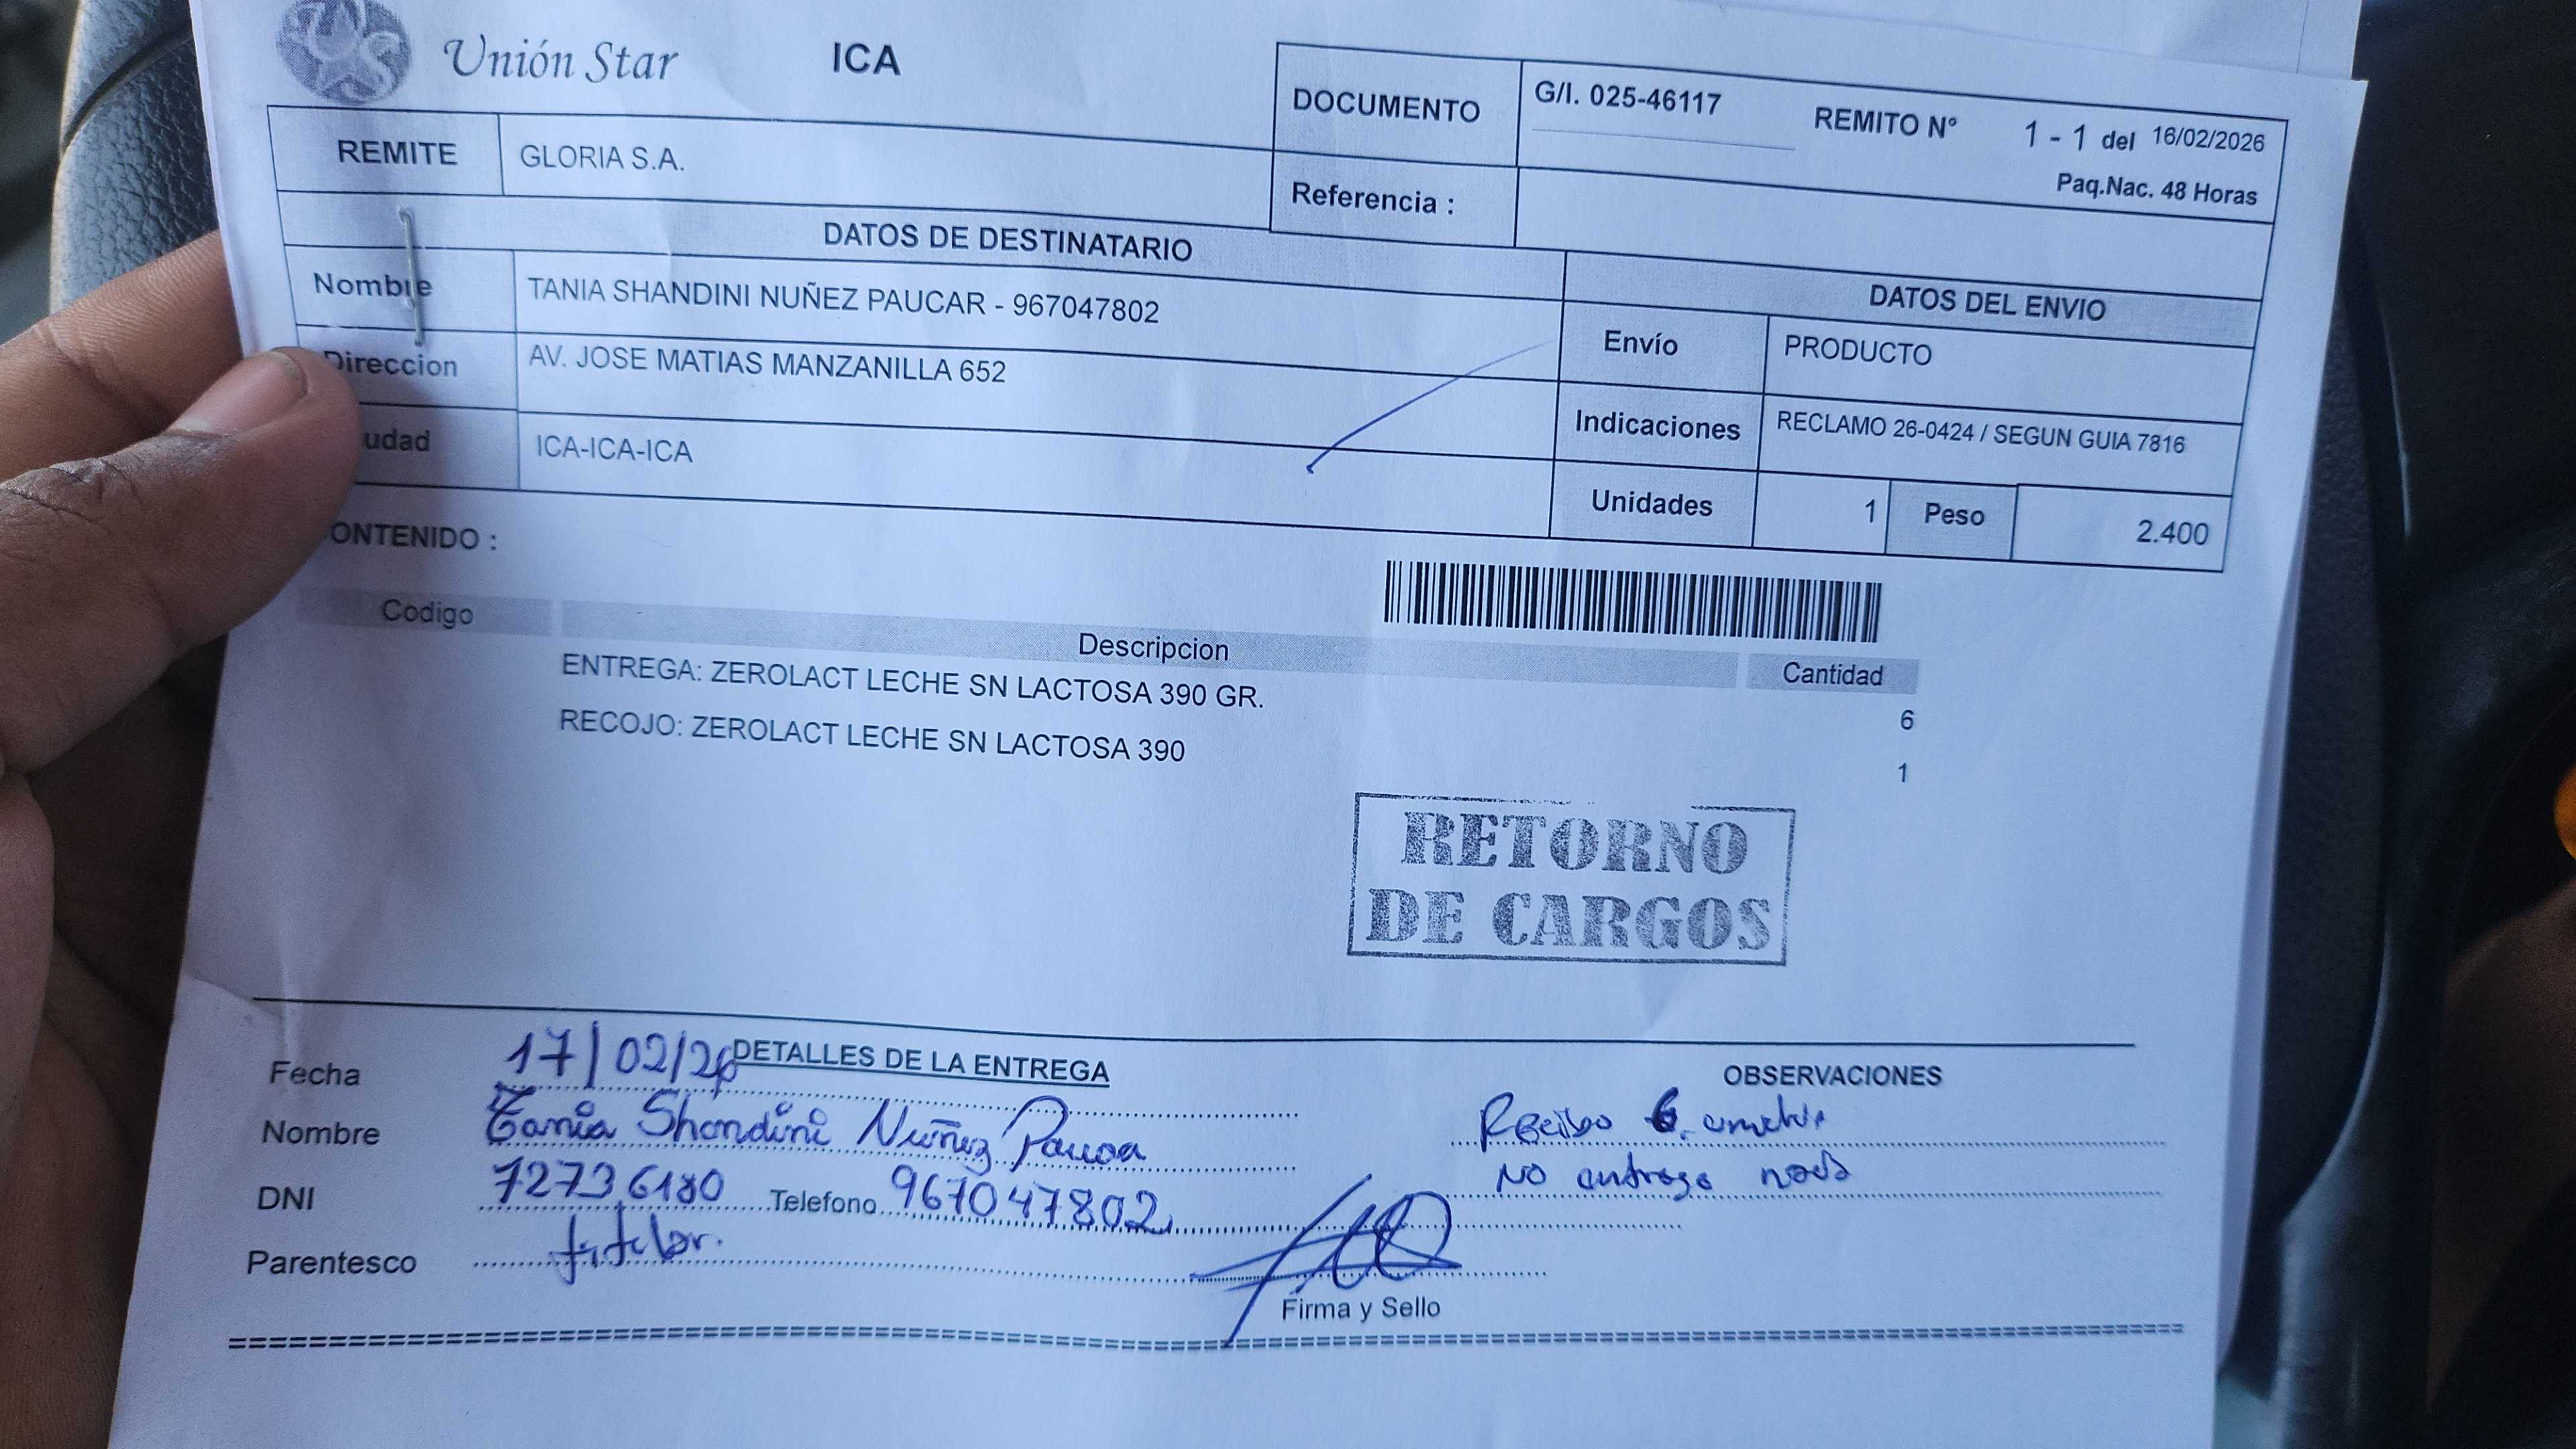 Unión Star
ICA
DOCUMENTO G/I. 025-46117 REMITO Nº 1 - 1 del 16/02/2026
Paq.Nac. 48 Horas
REMITE GLORIA S.A.
Referencia :
DATOS DE DESTINATARIO
Nombre TANIA SHANDINI NUÑEZ PAUCAR - 967047802
Direccion AV. JOSE MATIAS MANZANILLA 652
udad ICA-ICA-ICA
DATOS DEL ENVIO
Envío PRODUCTO
Indicaciones RECLAMO 26-0424 / SEGUN GUIA 7816
Unidades 1 Peso 2.400
ONTENIDO :
Codigo Descripcion Cantidad
ENTREGA: ZEROLACT LECHE SN LACTOSA 390 GR. 6
RECOJO: ZEROLACT LECHE SN LACTOSA 390 1
RETORNO
DE CARGOS
DETALLES DE LA ENTREGA
Fecha 17/02/26
Nombre Tania Shandini Nuñez
DNI 72736180 Telefono 967047802
Parentesco titular.
OBSERVACIONES
Recibo 6
No entrega nada
Firma y Sello